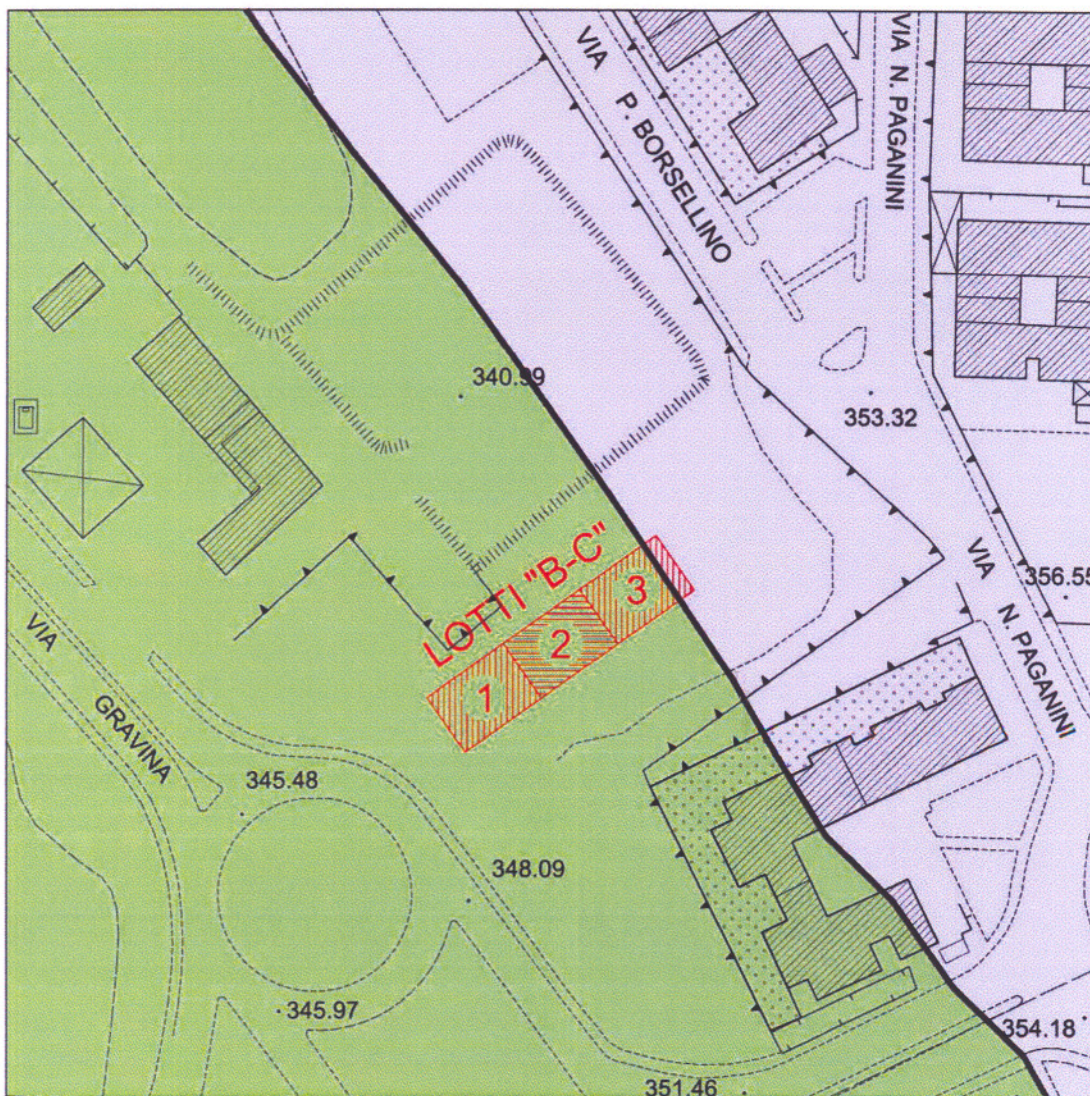 VIA P. BORSELLINO
VIA N. PAGANINI
340.99
353.32
356.55
VIA N. PAGANINI
LOTTI "B-C"
1
2
3
VIA GRAVINA
345.48
348.09
345.97
354.18
351.46